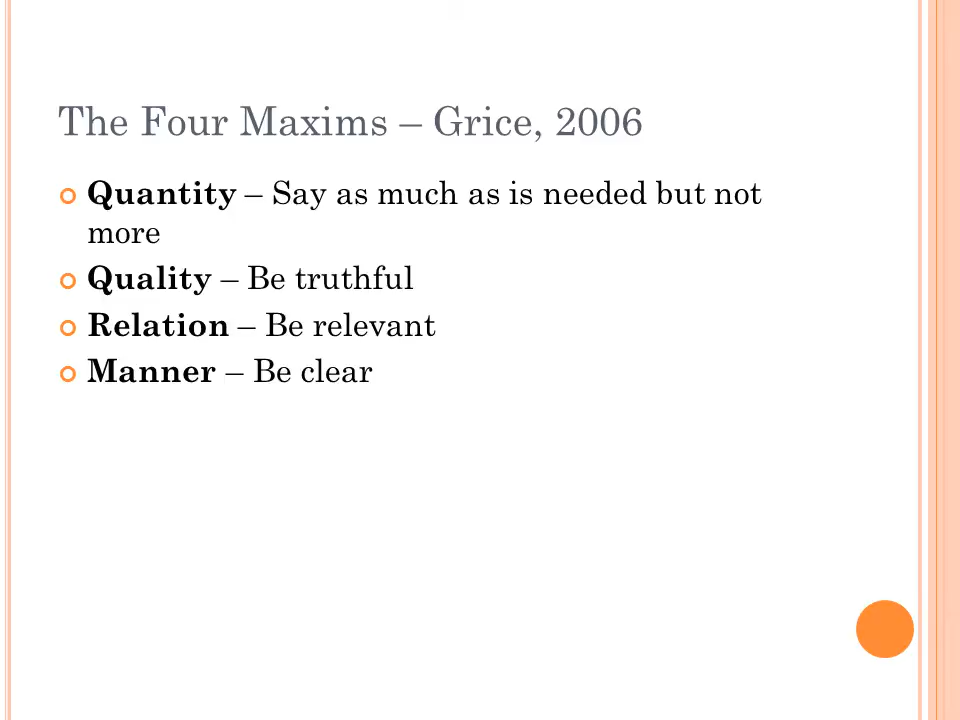 The Four Maxims – Grice, 2006
Quantity – Say as much as is needed but not
more
Quality – Be truthful
Relation – Be relevant
Manner – Be clear